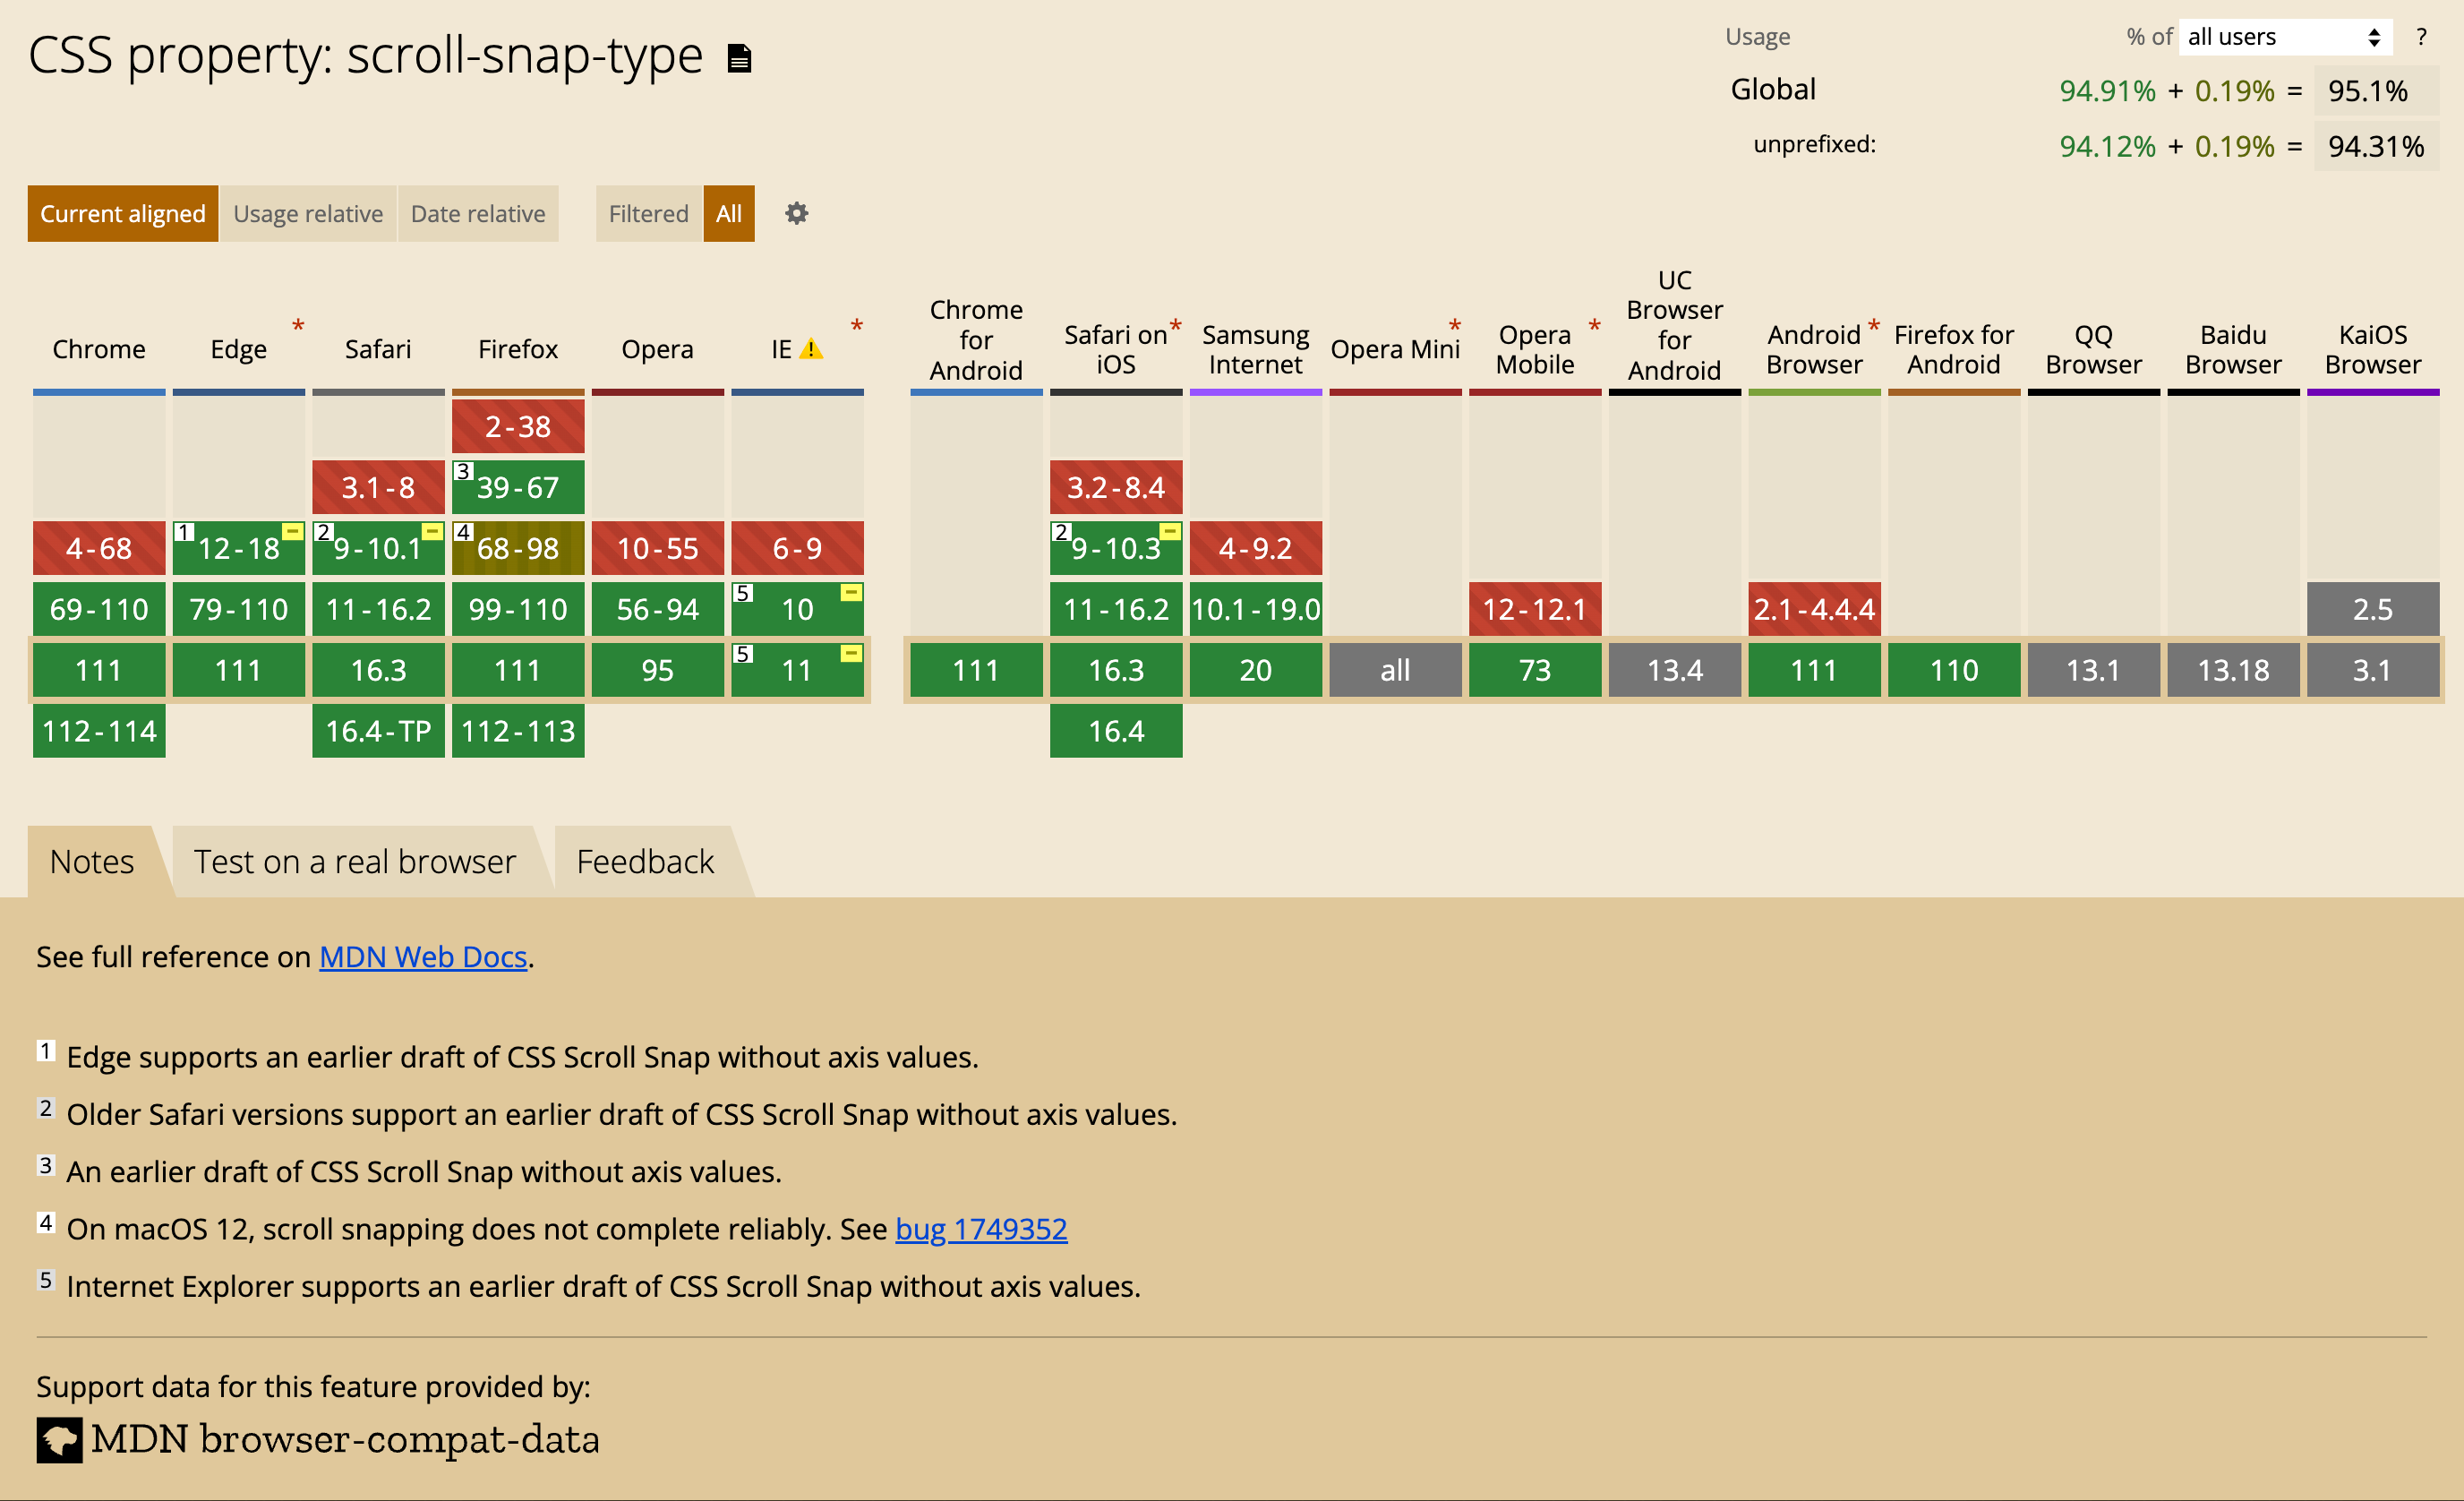 CSS property: scroll-snap-type
Usage % of all users ?
Global 94.91% + 0.19% = 95.1%
unprefixed: 94.12% + 0.19% = 94.31%
Current aligned Usage relative Date relative Filtered All
Chrome Edge * Safari Firefox Opera IE * Chrome for Android Safari on iOS * Samsung Internet Opera Mini * Opera Mobile * UC Browser for Android Android Browser * Firefox for Android QQ Browser Baidu Browser KaiOS Browser
2-38
3.1-8 3 39-67 3.2-8.4
4-68 1 12-18 2 9-10.1 4 68-98 10-55 6-9 2 9-10.3 4-9.2
69-110 79-110 11-16.2 99-110 56-94 5 10 11-16.2 10.1-19.0 12-12.1 2.1-4.4.4 2.5
111 111 16.3 111 95 5 11 111 16.3 20 all 73 13.4 111 110 13.1 13.18 3.1
112-114 16.4-TP 112-113 16.4
Notes Test on a real browser Feedback
See full reference on MDN Web Docs.
1 Edge supports an earlier draft of CSS Scroll Snap without axis values.
2 Older Safari versions support an earlier draft of CSS Scroll Snap without axis values.
3 An earlier draft of CSS Scroll Snap without axis values.
4 On macOS 12, scroll snapping does not complete reliably. See bug 1749352
5 Internet Explorer supports an earlier draft of CSS Scroll Snap without axis values.
Support data for this feature provided by:
MDN browser-compat-data